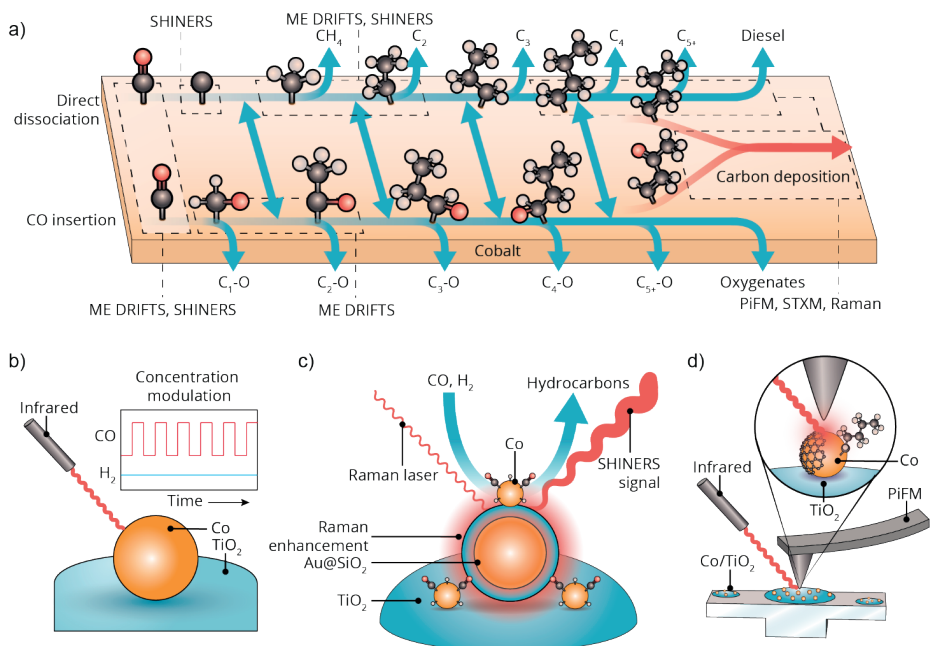 a)
SHINERS
ME DRIFTS, SHINERS
CH₄
C₂
C₃
C₄
C₅₊
Diesel
Direct
dissociation
Carbon deposition
CO insertion
Cobalt
C₁-O
C₂-O
C₃-O
C₄-O
C₅₊-O
Oxygenates
ME DRIFTS, SHINERS
ME DRIFTS
PiFM, STXM, Raman
b)
Infrared
Concentration
modulation
CO
H₂
Time
Co
TiO₂
c)
CO, H₂
Hydrocarbons
Co
Raman laser
SHINERS
signal
Raman
enhancement
Au@SiO₂
TiO₂
d)
Infrared
Co
TiO₂
PiFM
Co/TiO₂